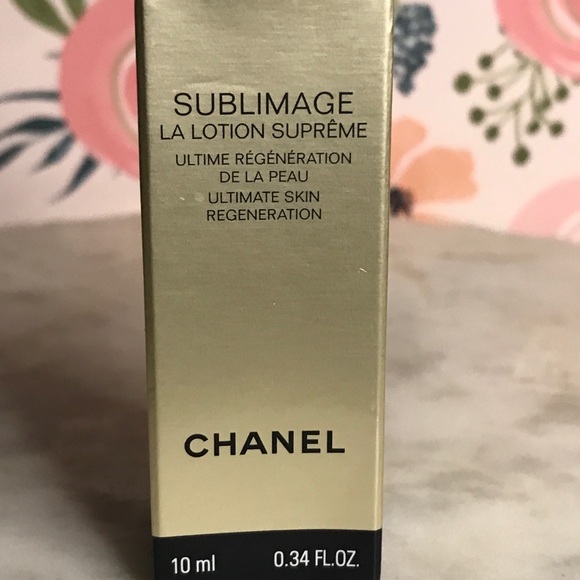 SUBLIMAGE
LA LOTION SUPRÊME
ULTIME RÉGÉNÉRATION
DE LA PEAU
ULTIMATE SKIN
REGENERATION
CHANEL
10 ml 0.34 FL.OZ.